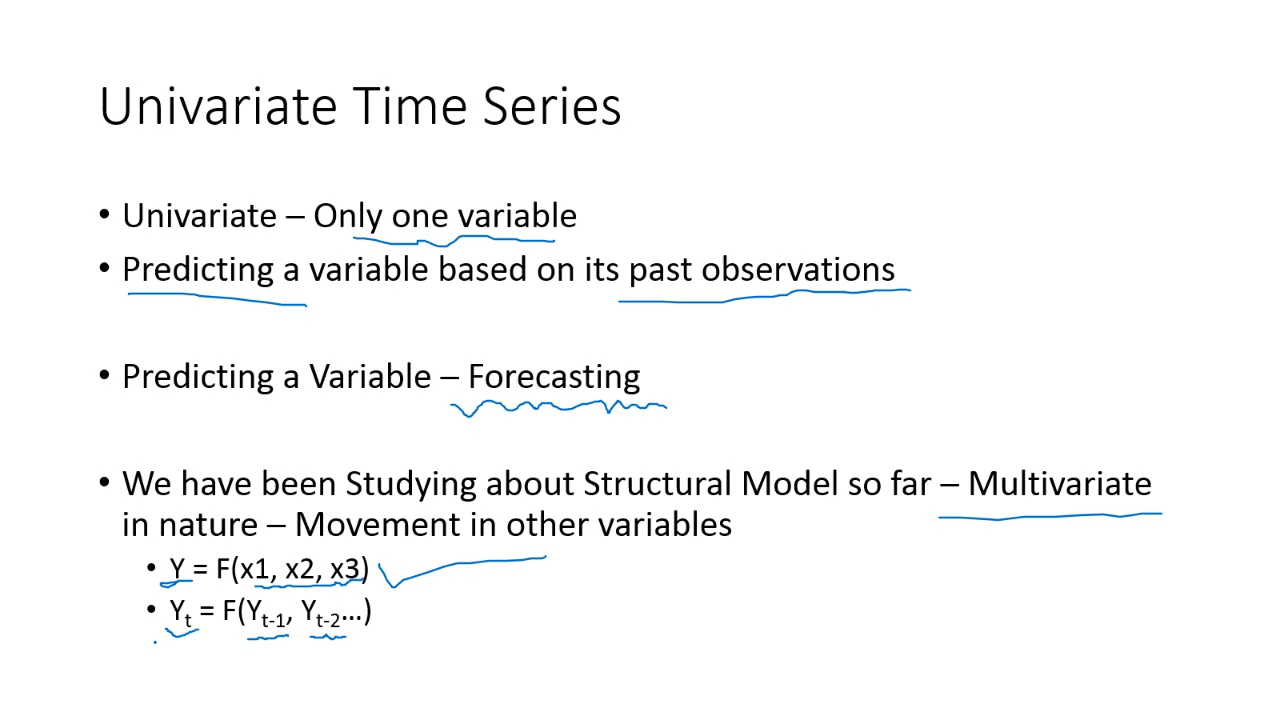 Univariate Time Series
• Univariate – Only one variable
• Predicting a variable based on its past observations
• Predicting a Variable – Forecasting
• We have been Studying about Structural Model so far – Multivariate
in nature – Movement in other variables
• Y = F(x1, x2, x3)
• Yₜ = F(Yₜ₋₁, Yₜ₋₂…)